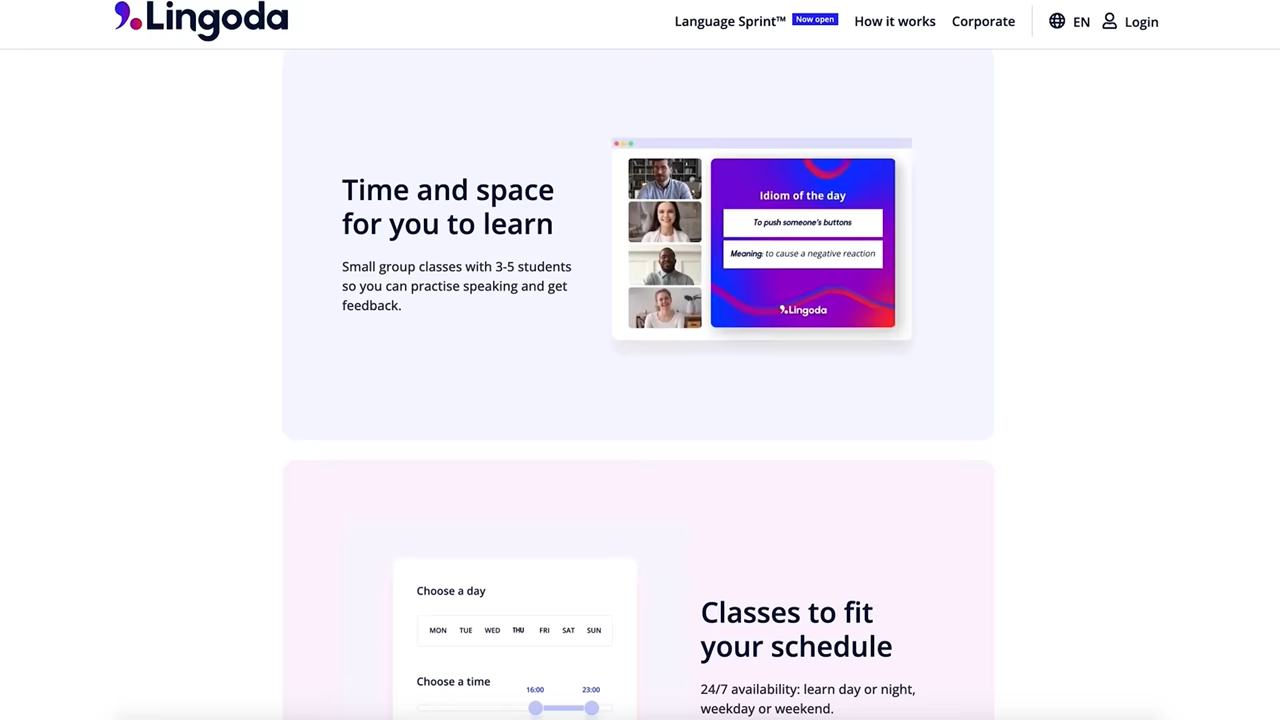 Lingoda
Language Sprint™ Now open How it works Corporate EN Login
Time and space
for you to learn
Small group classes with 3-5 students
so you can practise speaking and get
feedback.
Idiom of the day
To push someone's buttons
Meaning: to cause a negative reaction
Lingoda
Choose a day
MON TUE WED THU FRI SAT SUN
Choose a time
16:00 23:00
Classes to fit
your schedule
24/7 availability: learn day or night,
weekday or weekend.